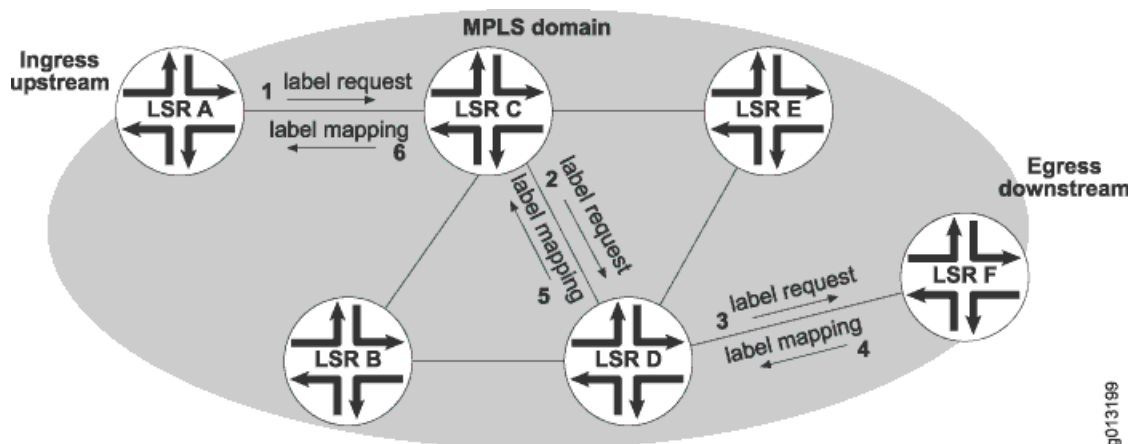 MPLS domain
Ingress
upstream
LSR A
1 label request
label mapping
6
LSR C
LSR E
Egress
downstream
2 label request
label mapping
5
LSR F
3 label request
label mapping
4
LSR B
LSR D
g013199